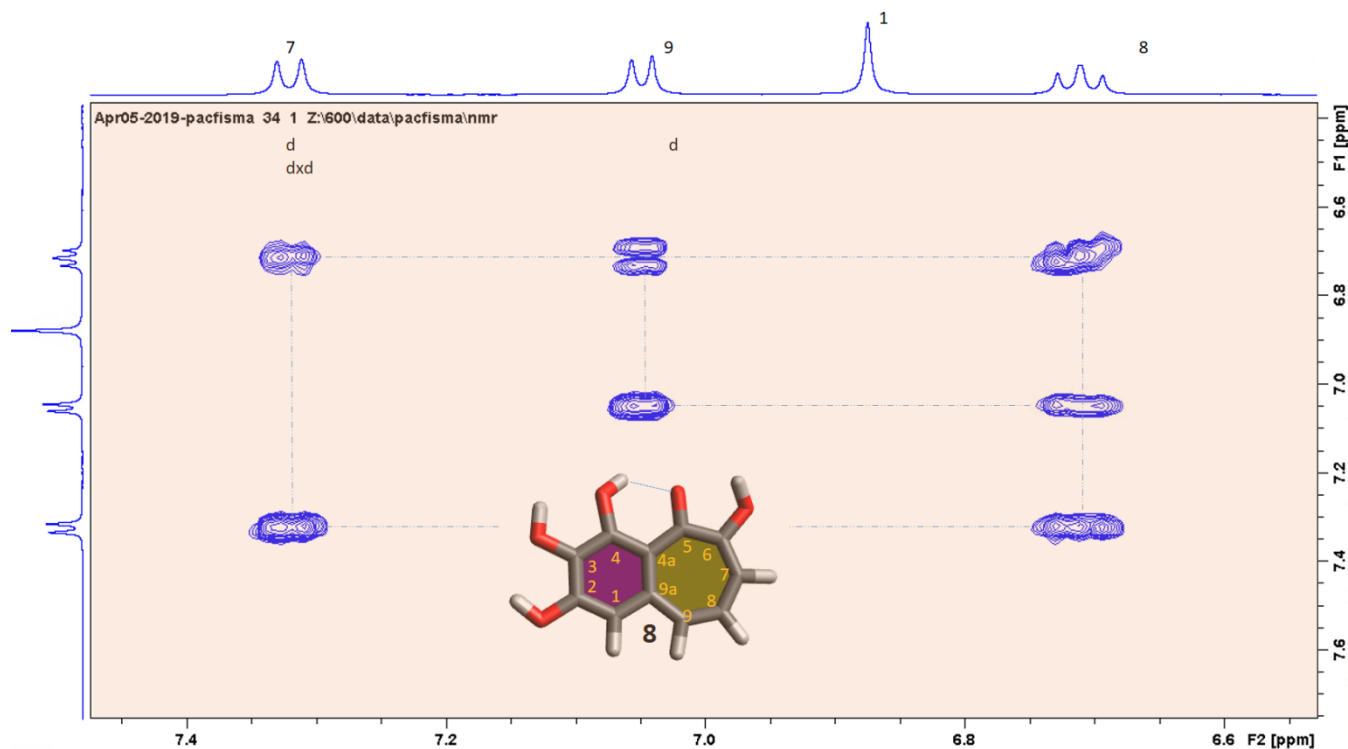 7 9 1 8
Apr05-2019-pacfisma 34 1 Z:\600\data\pacfisma\nmr
d d
dxd
F1 [ppm]
6.6
6.8
7.0
7.2
7.4
7.6
4 5 6
3 4a 7
2 9a 8
1 9
8
7.4 7.2 7.0 6.8 6.6 F2 [ppm]